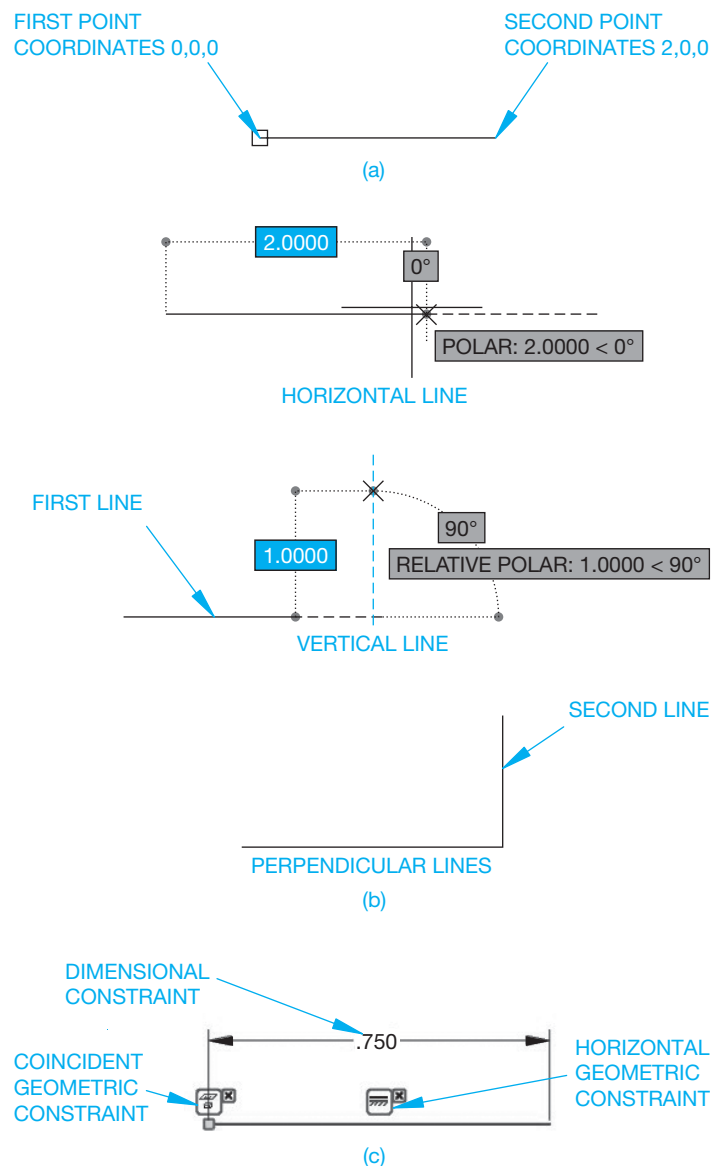 FIRST POINT
COORDINATES 0,0,0
SECOND POINT
COORDINATES 2,0,0
(a)
2.0000
0°
POLAR: 2.0000 < 0°
HORIZONTAL LINE
FIRST LINE
90°
1.0000
RELATIVE POLAR: 1.0000 < 90°
VERTICAL LINE
SECOND LINE
PERPENDICULAR LINES
(b)
DIMENSIONAL
CONSTRAINT
.750
COINCIDENT
GEOMETRIC
CONSTRAINT
HORIZONTAL
GEOMETRIC
CONSTRAINT
(c)